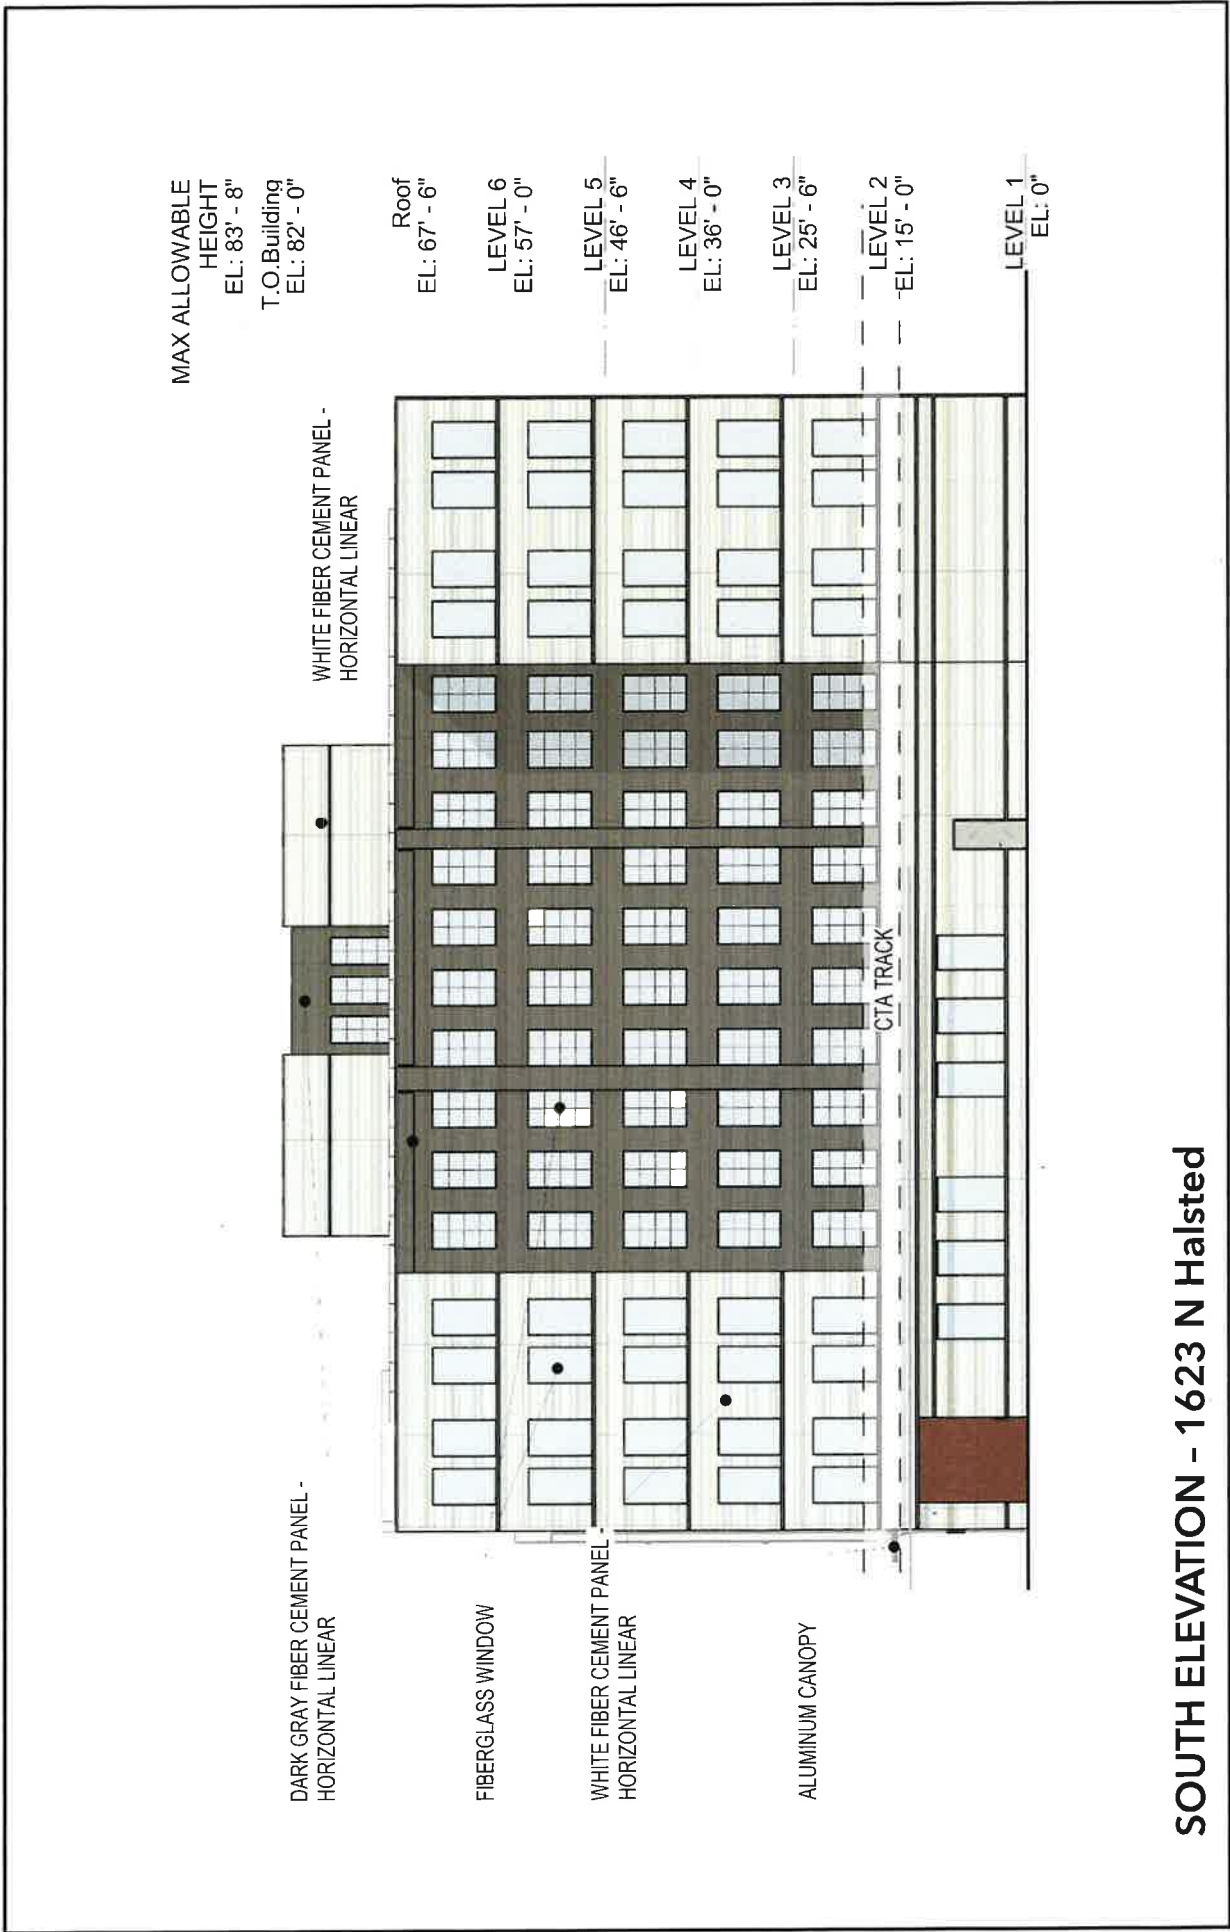 MAX ALLOWABLE
HEIGHT
EL: 83' - 8"
T.O.Building
EL: 82' - 0"
Roof
EL: 67' - 6"
LEVEL 6
EL: 57' - 0"
LEVEL 5
EL: 46' - 6"
LEVEL 4
EL: 36' - 0"
LEVEL 3
EL: 25' - 6"
LEVEL 2
EL: 15' - 0"
LEVEL 1
EL: 0"
WHITE FIBER CEMENT PANEL -
HORIZONTAL LINEAR
DARK GRAY FIBER CEMENT PANEL -
HORIZONTAL LINEAR
FIBERGLASS WINDOW
WHITE FIBER CEMENT PANEL -
HORIZONTAL LINEAR
ALUMINUM CANOPY
CTA TRACK
SOUTH ELEVATION - 1623 N Halsted